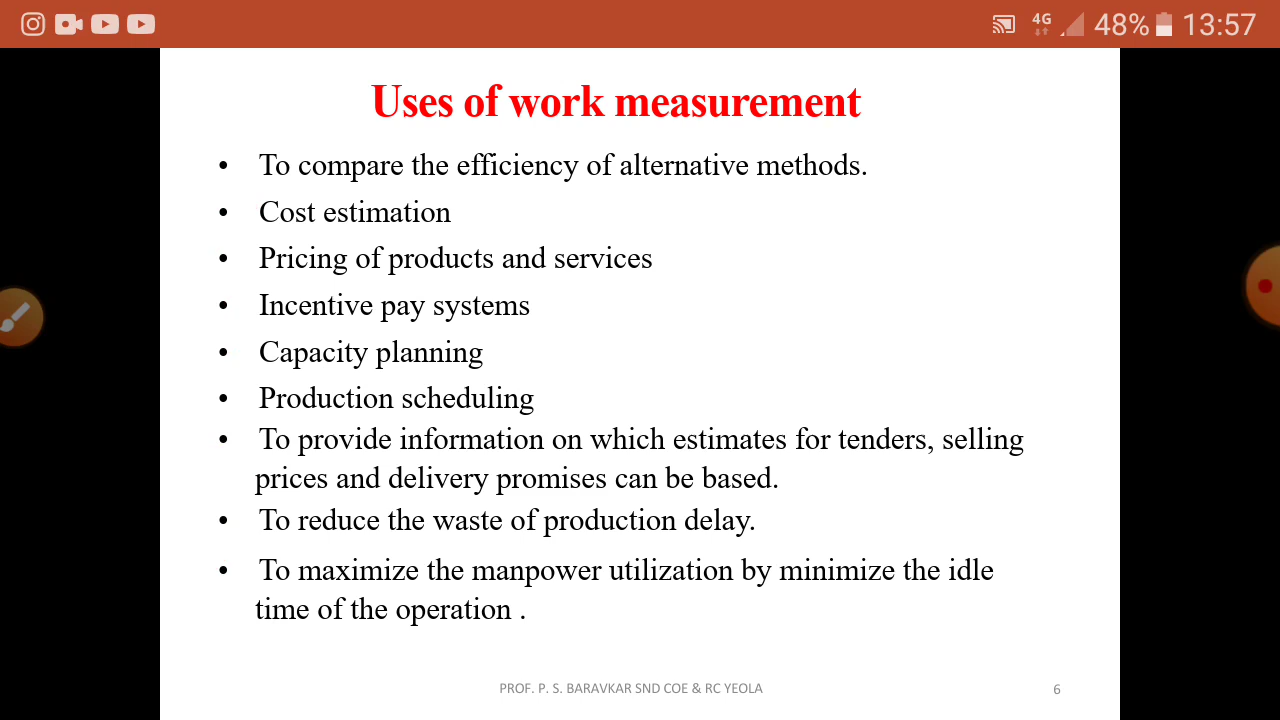 4G 48% 13:57
Uses of work measurement
• To compare the efficiency of alternative methods.
• Cost estimation
• Pricing of products and services
• Incentive pay systems
• Capacity planning
• Production scheduling
• To provide information on which estimates for tenders, selling
prices and delivery promises can be based.
• To reduce the waste of production delay.
• To maximize the manpower utilization by minimize the idle
time of the operation .
PROF. P. S. BARAVKAR SND COE & RC YEOLA 6